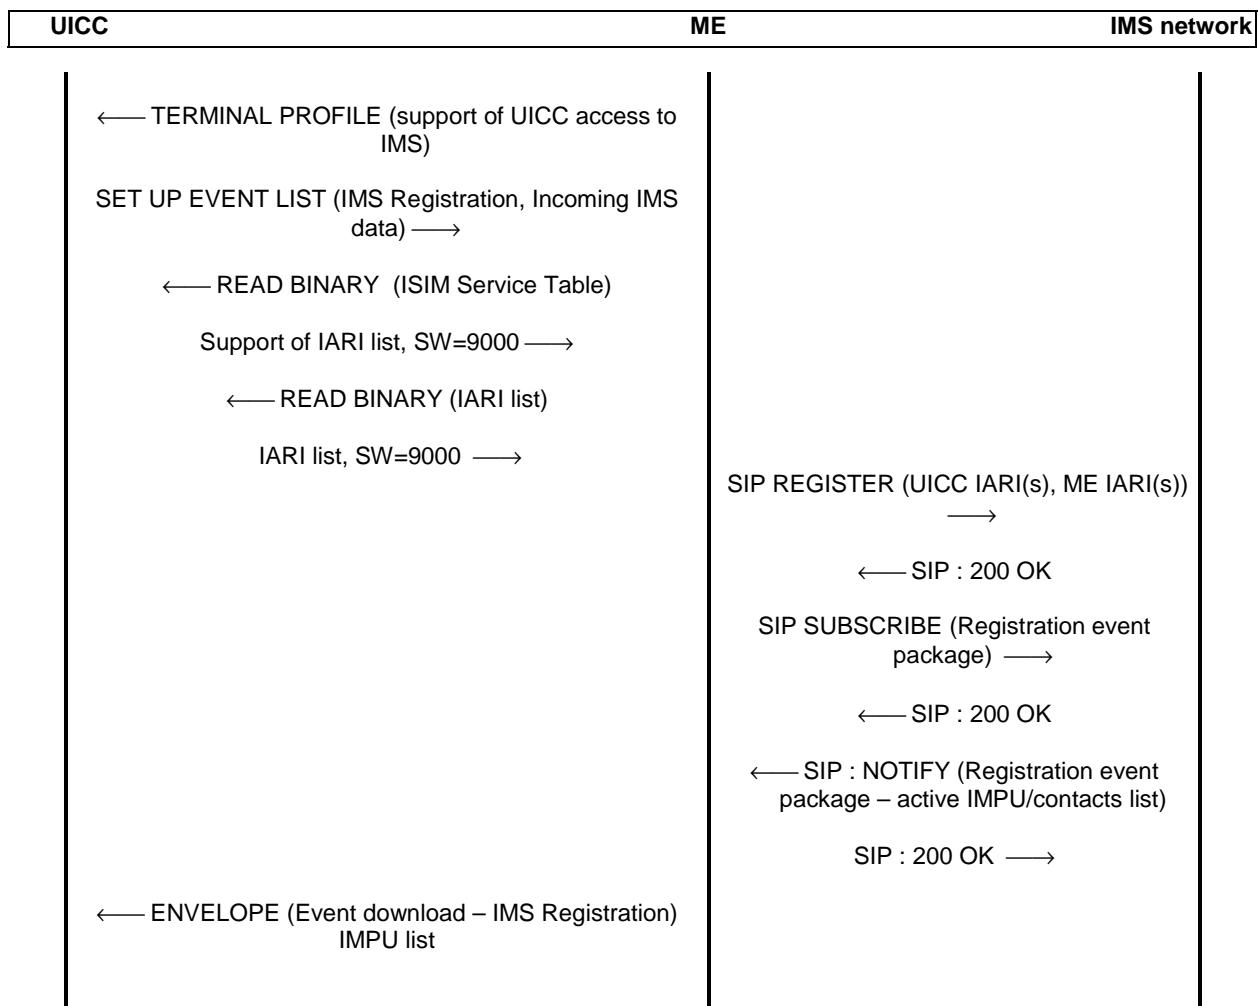 UICC ME IMS network
←— TERMINAL PROFILE (support of UICC access to
IMS)
SET UP EVENT LIST (IMS Registration, Incoming IMS
data) —→
←— READ BINARY (ISIM Service Table)
Support of IARI list, SW=9000 —→
←— READ BINARY (IARI list)
IARI list, SW=9000 —→
SIP REGISTER (UICC IARI(s), ME IARI(s))
—→
←— SIP : 200 OK
SIP SUBSCRIBE (Registration event
package) —→
←— SIP : 200 OK
←— SIP : NOTIFY (Registration event
package – active IMPU/contacts list)
SIP : 200 OK —→
←— ENVELOPE (Event download – IMS Registration)
IMPU list